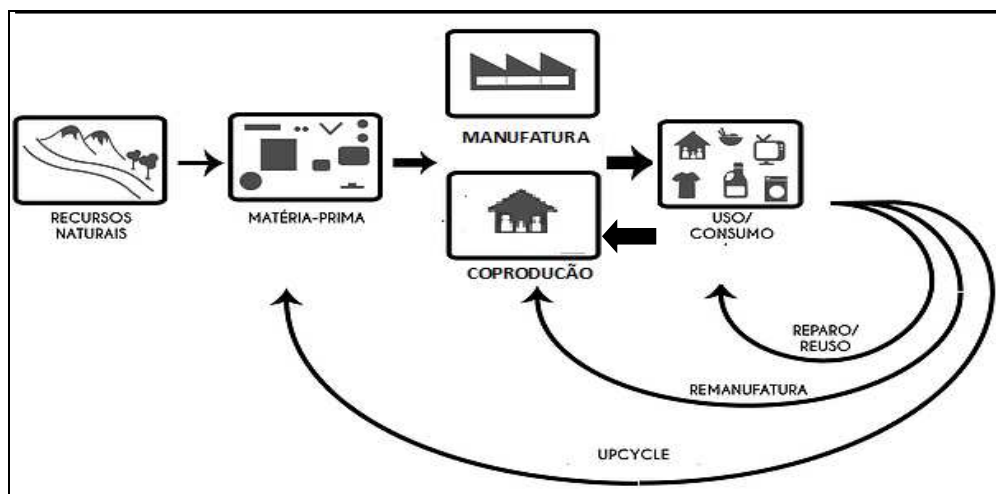 MANUFATURA
RECURSOS
NATURAIS
MATÉRIA-PRIMA
USO/
CONSUMO
COPRODUCÃO
REPARO/
REUSO
REMANUFATURA
UPCYCLE